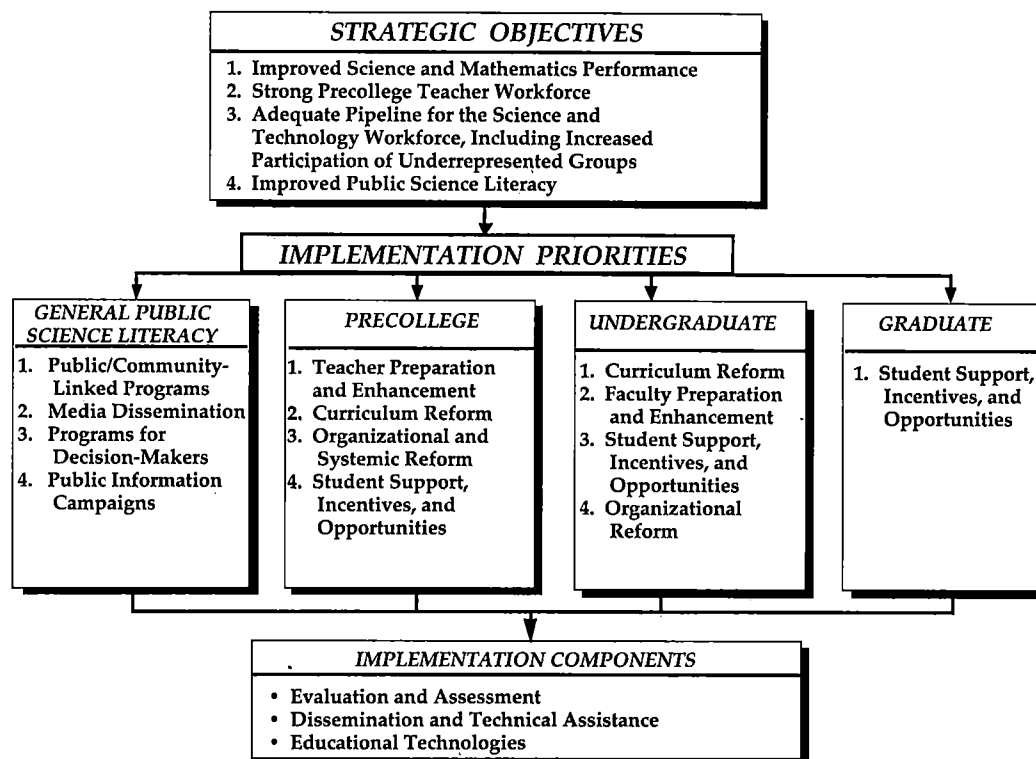 STRATEGIC OBJECTIVES
1. Improved Science and Mathematics Performance
2. Strong Precollege Teacher Workforce
3. Adequate Pipeline for the Science and
Technology Workforce, Including Increased
Participation of Underrepresented Groups
4. Improved Public Science Literacy
IMPLEMENTATION PRIORITIES
GENERAL PUBLIC
SCIENCE LITERACY
1. Public/Community-
Linked Programs
2. Media Dissemination
3. Programs for
Decision-Makers
4. Public Information
Campaigns
PRECOLLEGE
1. Teacher Preparation
and Enhancement
2. Curriculum Reform
3. Organizational and
Systemic Reform
4. Student Support,
Incentives, and
Opportunities
UNDERGRADUATE
1. Curriculum Reform
2. Faculty Preparation
and Enhancement
3. Student Support,
Incentives, and
Opportunities
4. Organizational
Reform
GRADUATE
1. Student Support,
Incentives, and
Opportunities
IMPLEMENTATION COMPONENTS
• Evaluation and Assessment
• Dissemination and Technical Assistance
• Educational Technologies